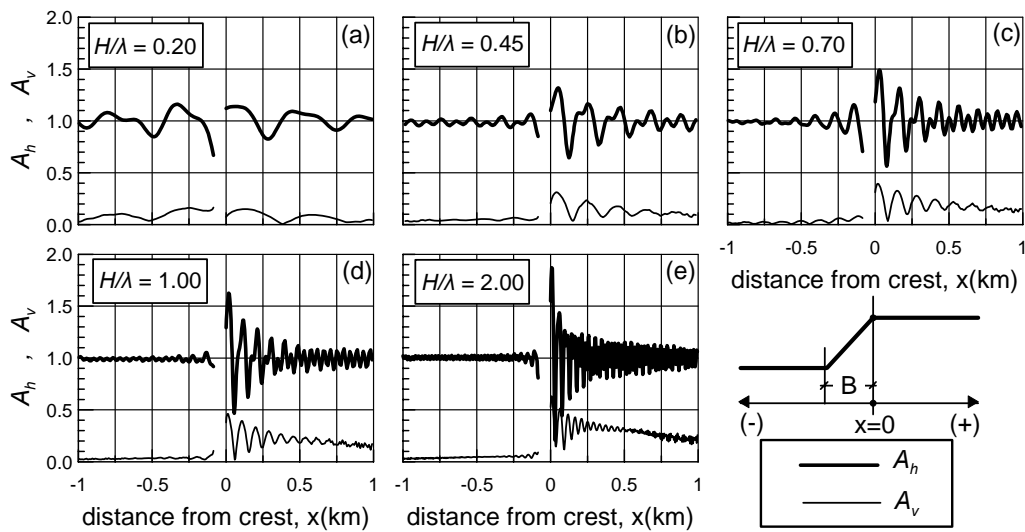 2.0
1.5
1.0
0.5
0.0
A_h , A_v
H/λ = 0.20
(a)
H/λ = 0.45
(b)
H/λ = 0.70
(c)
-1 -0.5 0 0.5 1
distance from crest, x(km)
2.0
1.5
1.0
0.5
0.0
A_h , A_v
H/λ = 1.00
(d)
H/λ = 2.00
(e)
-1 -0.5 0 0.5 1
distance from crest, x(km)
-1 -0.5 0 0.5 1
distance from crest, x(km)
B
(-) x=0 (+)
A_h
A_v